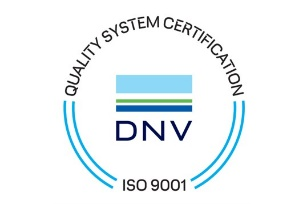 QUALITY SYSTEM CERTIFICATION
DNV
ISO 9001